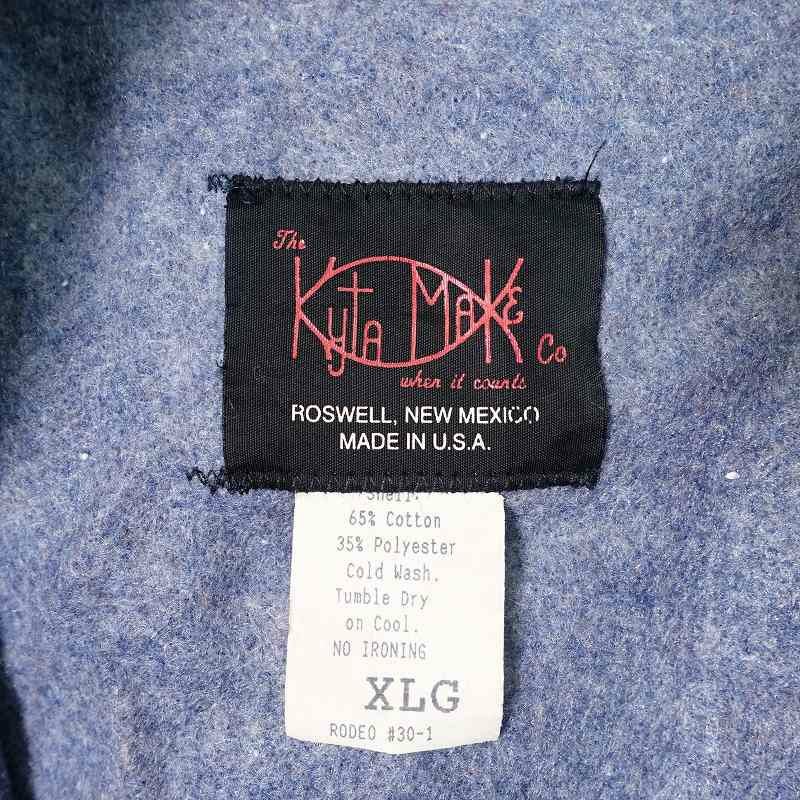 The
Kyta Make
Co
when it counts
ROSWELL, NEW MEXICO
MADE IN U.S.A.
Shell:
65% Cotton
35% Polyester
Cold Wash.
Tumble Dry
on Cool.
NO IRONING
XLG
RODEO #30-1